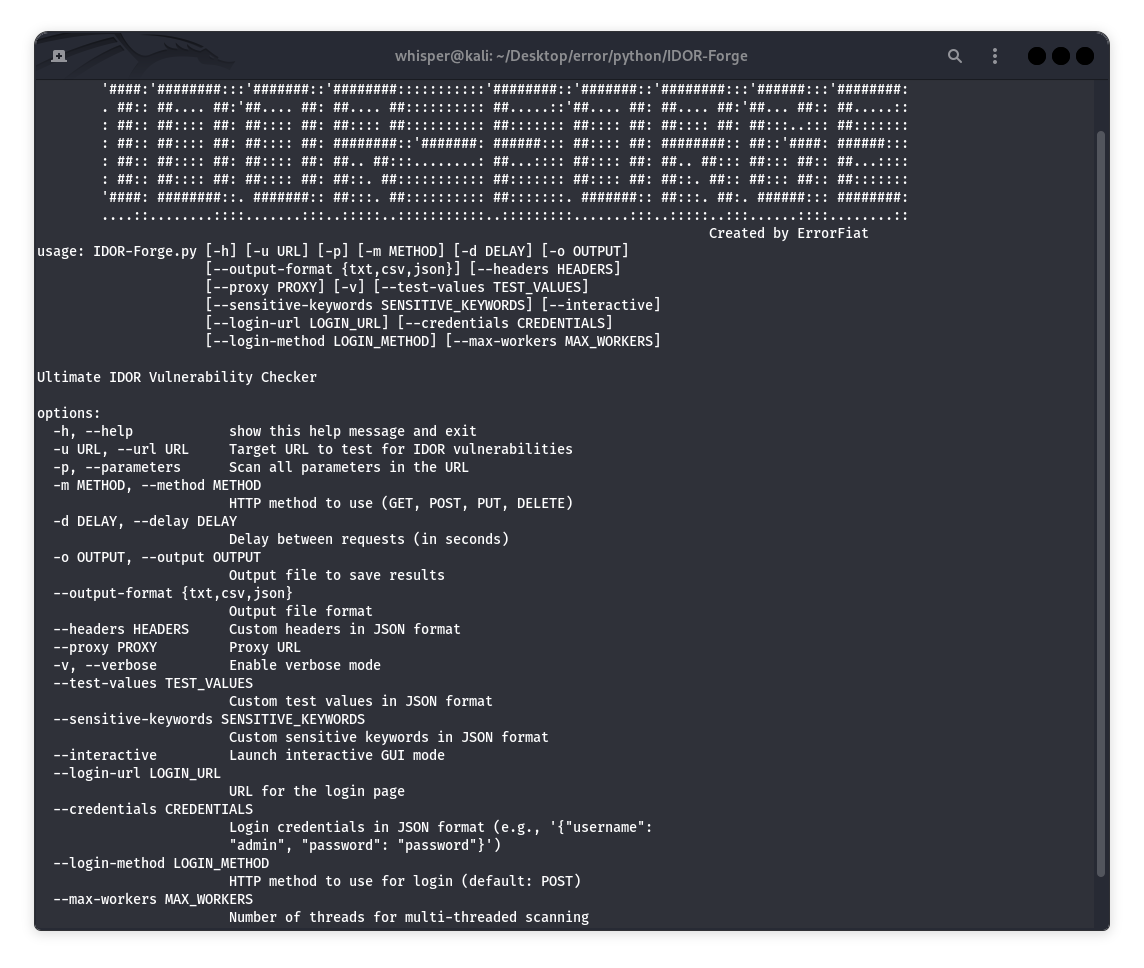 whisper@kali: ~/Desktop/error/python/IDOR-Forge
Created by ErrorFiat
usage: IDOR-Forge.py [-h] [-u URL] [-p] [-m METHOD] [-d DELAY] [-o OUTPUT]
[--output-format {txt,csv,json}] [--headers HEADERS]
[--proxy PROXY] [-v] [--test-values TEST_VALUES]
[--sensitive-keywords SENSITIVE_KEYWORDS] [--interactive]
[--login-url LOGIN_URL] [--credentials CREDENTIALS]
[--login-method LOGIN_METHOD] [--max-workers MAX_WORKERS]
Ultimate IDOR Vulnerability Checker
options:
-h, --help show this help message and exit
-u URL, --url URL Target URL to test for IDOR vulnerabilities
-p, --parameters Scan all parameters in the URL
-m METHOD, --method METHOD
HTTP method to use (GET, POST, PUT, DELETE)
-d DELAY, --delay DELAY
Delay between requests (in seconds)
-o OUTPUT, --output OUTPUT
Output file to save results
--output-format {txt,csv,json}
Output file format
--headers HEADERS Custom headers in JSON format
--proxy PROXY Proxy URL
-v, --verbose Enable verbose mode
--test-values TEST_VALUES
Custom test values in JSON format
--sensitive-keywords SENSITIVE_KEYWORDS
Custom sensitive keywords in JSON format
--interactive Launch interactive GUI mode
--login-url LOGIN_URL
URL for the login page
--credentials CREDENTIALS
Login credentials in JSON format (e.g., '{"username":
"admin", "password": "password"}')
--login-method LOGIN_METHOD
HTTP method to use for login (default: POST)
--max-workers MAX_WORKERS
Number of threads for multi-threaded scanning